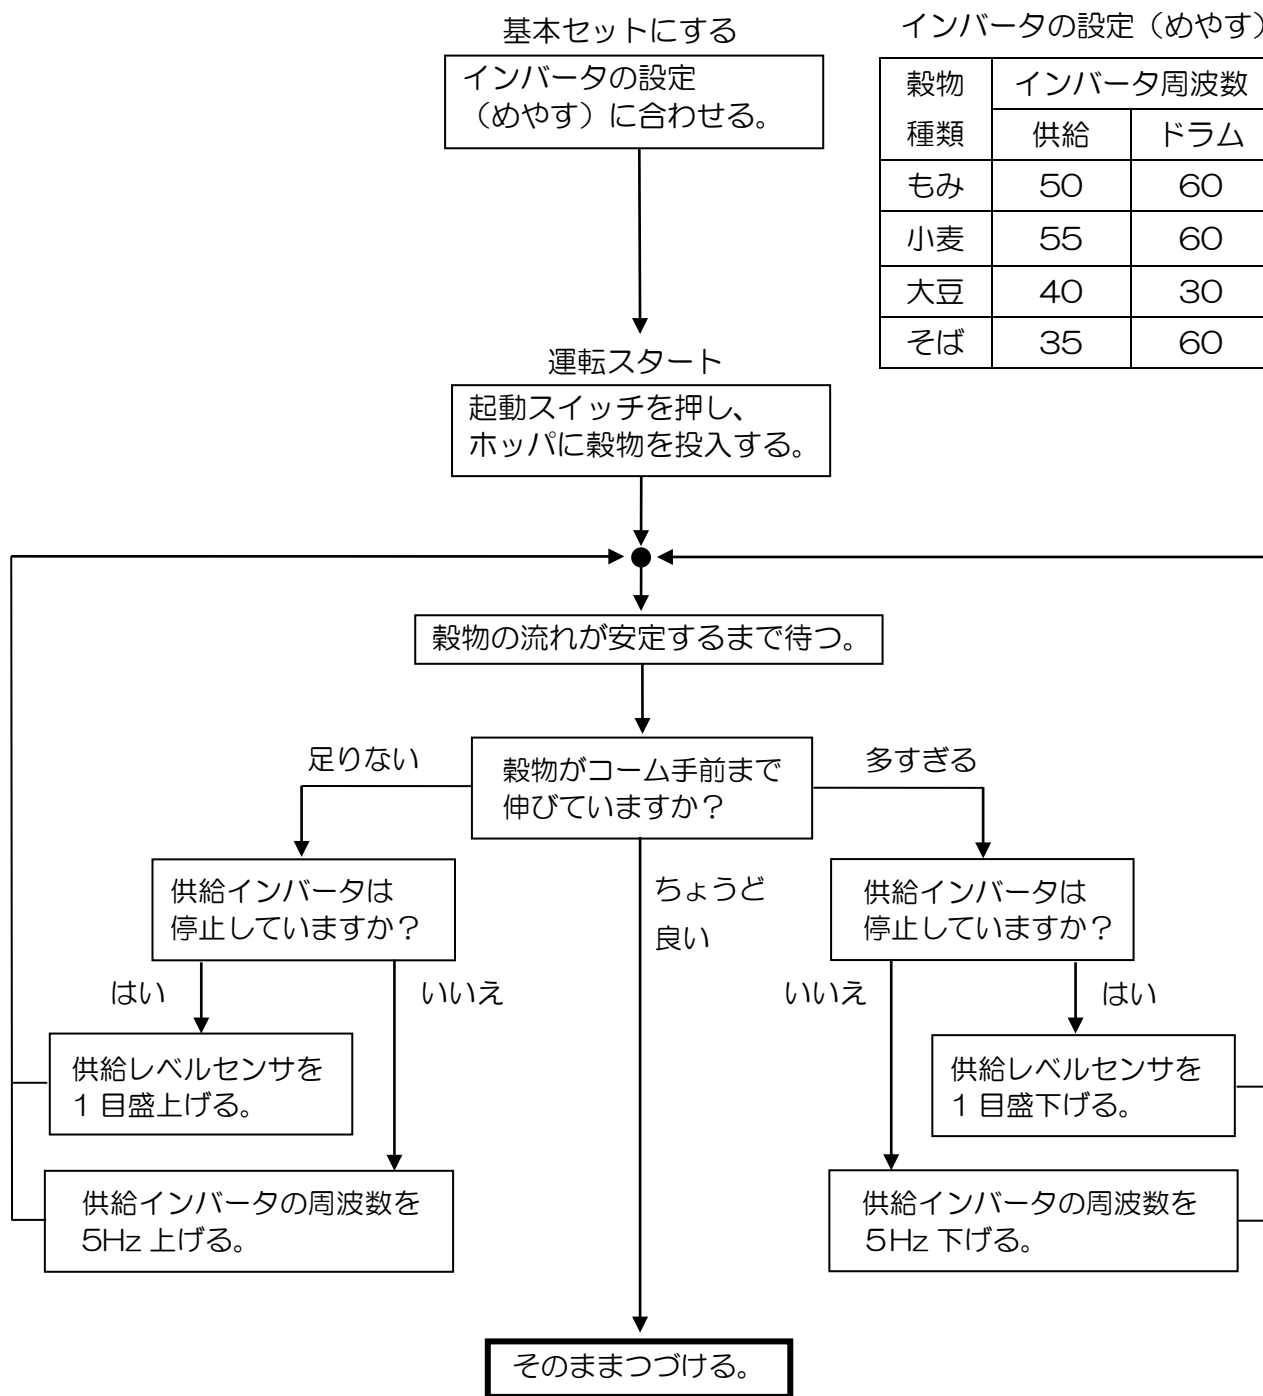 基本セットにする
インバータの設定
（めやす）に合わせる。
インバータの設定（めやす）
穀物 インバータ周波数
種類 供給 ドラム
もみ 50 60
小麦 55 60
大豆 40 30
そば 35 60
運転スタート
起動スイッチを押し、
ホッパに穀物を投入する。
穀物の流れが安定するまで待つ。
穀物がコーム手前まで
伸びていますか？
足りない
多すぎる
ちょうど
良い
供給インバータは
停止していますか？
はい
いいえ
供給レベルセンサを
1 目盛上げる。
供給インバータの周波数を
5Hz 上げる。
供給インバータは
停止していますか？
いいえ
はい
供給レベルセンサを
1 目盛下げる。
供給インバータの周波数を
5Hz 下げる。
そのままつづける。